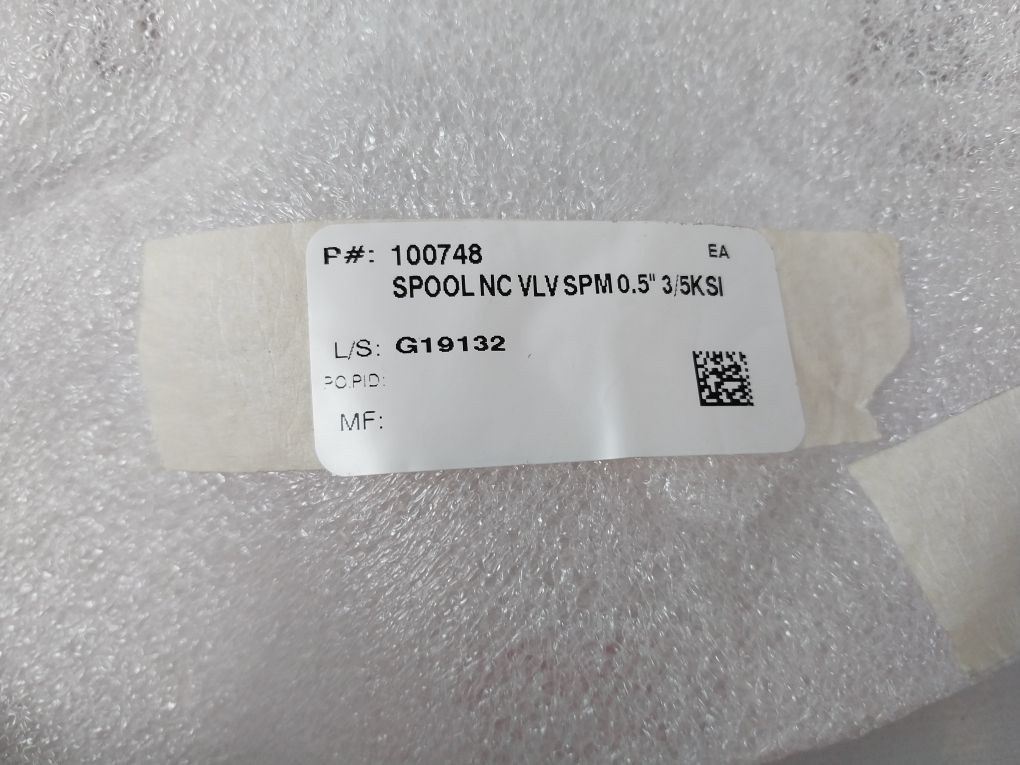 P#: 100748 EA
SPOOL NC VLV SPM 0.5" 3/5KSI
L/S: G19132
PO.PID:
MF: